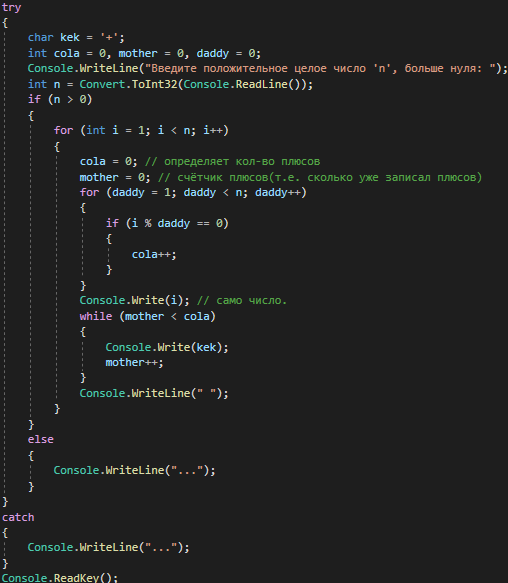 try
{
char kek = '+';
int cola = 0, mother = 0, daddy = 0;
Console.WriteLine("Введите положительное целое число 'n', больше нуля: ");
int n = Convert.ToInt32(Console.ReadLine());
if (n > 0)
{
for (int i = 1; i < n; i++)
{
cola = 0; // определяет кол-во плюсов
mother = 0; // счётчик плюсов(т.е. сколько уже записал плюсов)
for (daddy = 1; daddy < n; daddy++)
{
if (i % daddy == 0)
{
cola++;
}
}
Console.Write(i); // само число.
while (mother < cola)
{
Console.Write(kek);
mother++;
}
Console.WriteLine(" ");
}
}
else
{
Console.WriteLine("...");
}
}
catch
{
Console.WriteLine("...");
}
Console.ReadKey();